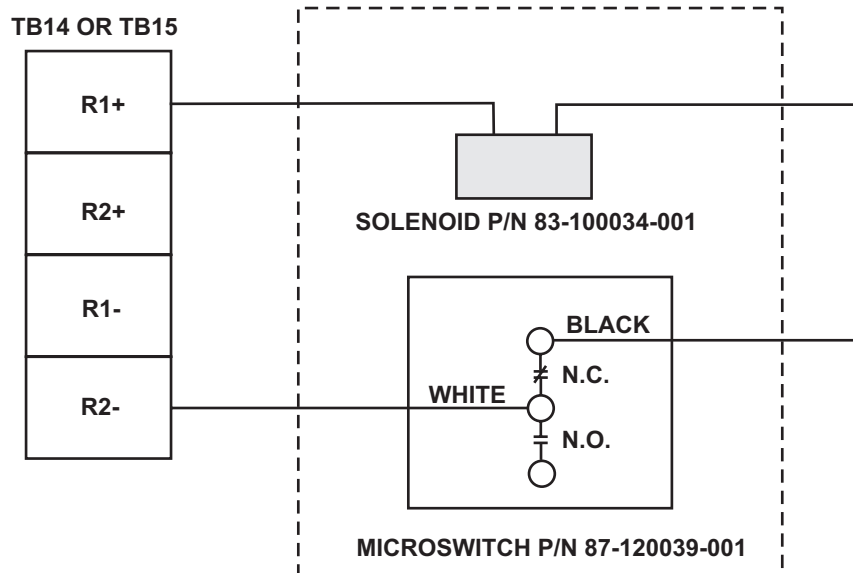 TB14 OR TB15
R1+
R2+
R1-
R2-
SOLENOID P/N 83-100034-001
BLACK
N.C.
WHITE
N.O.
MICROSWITCH P/N 87-120039-001